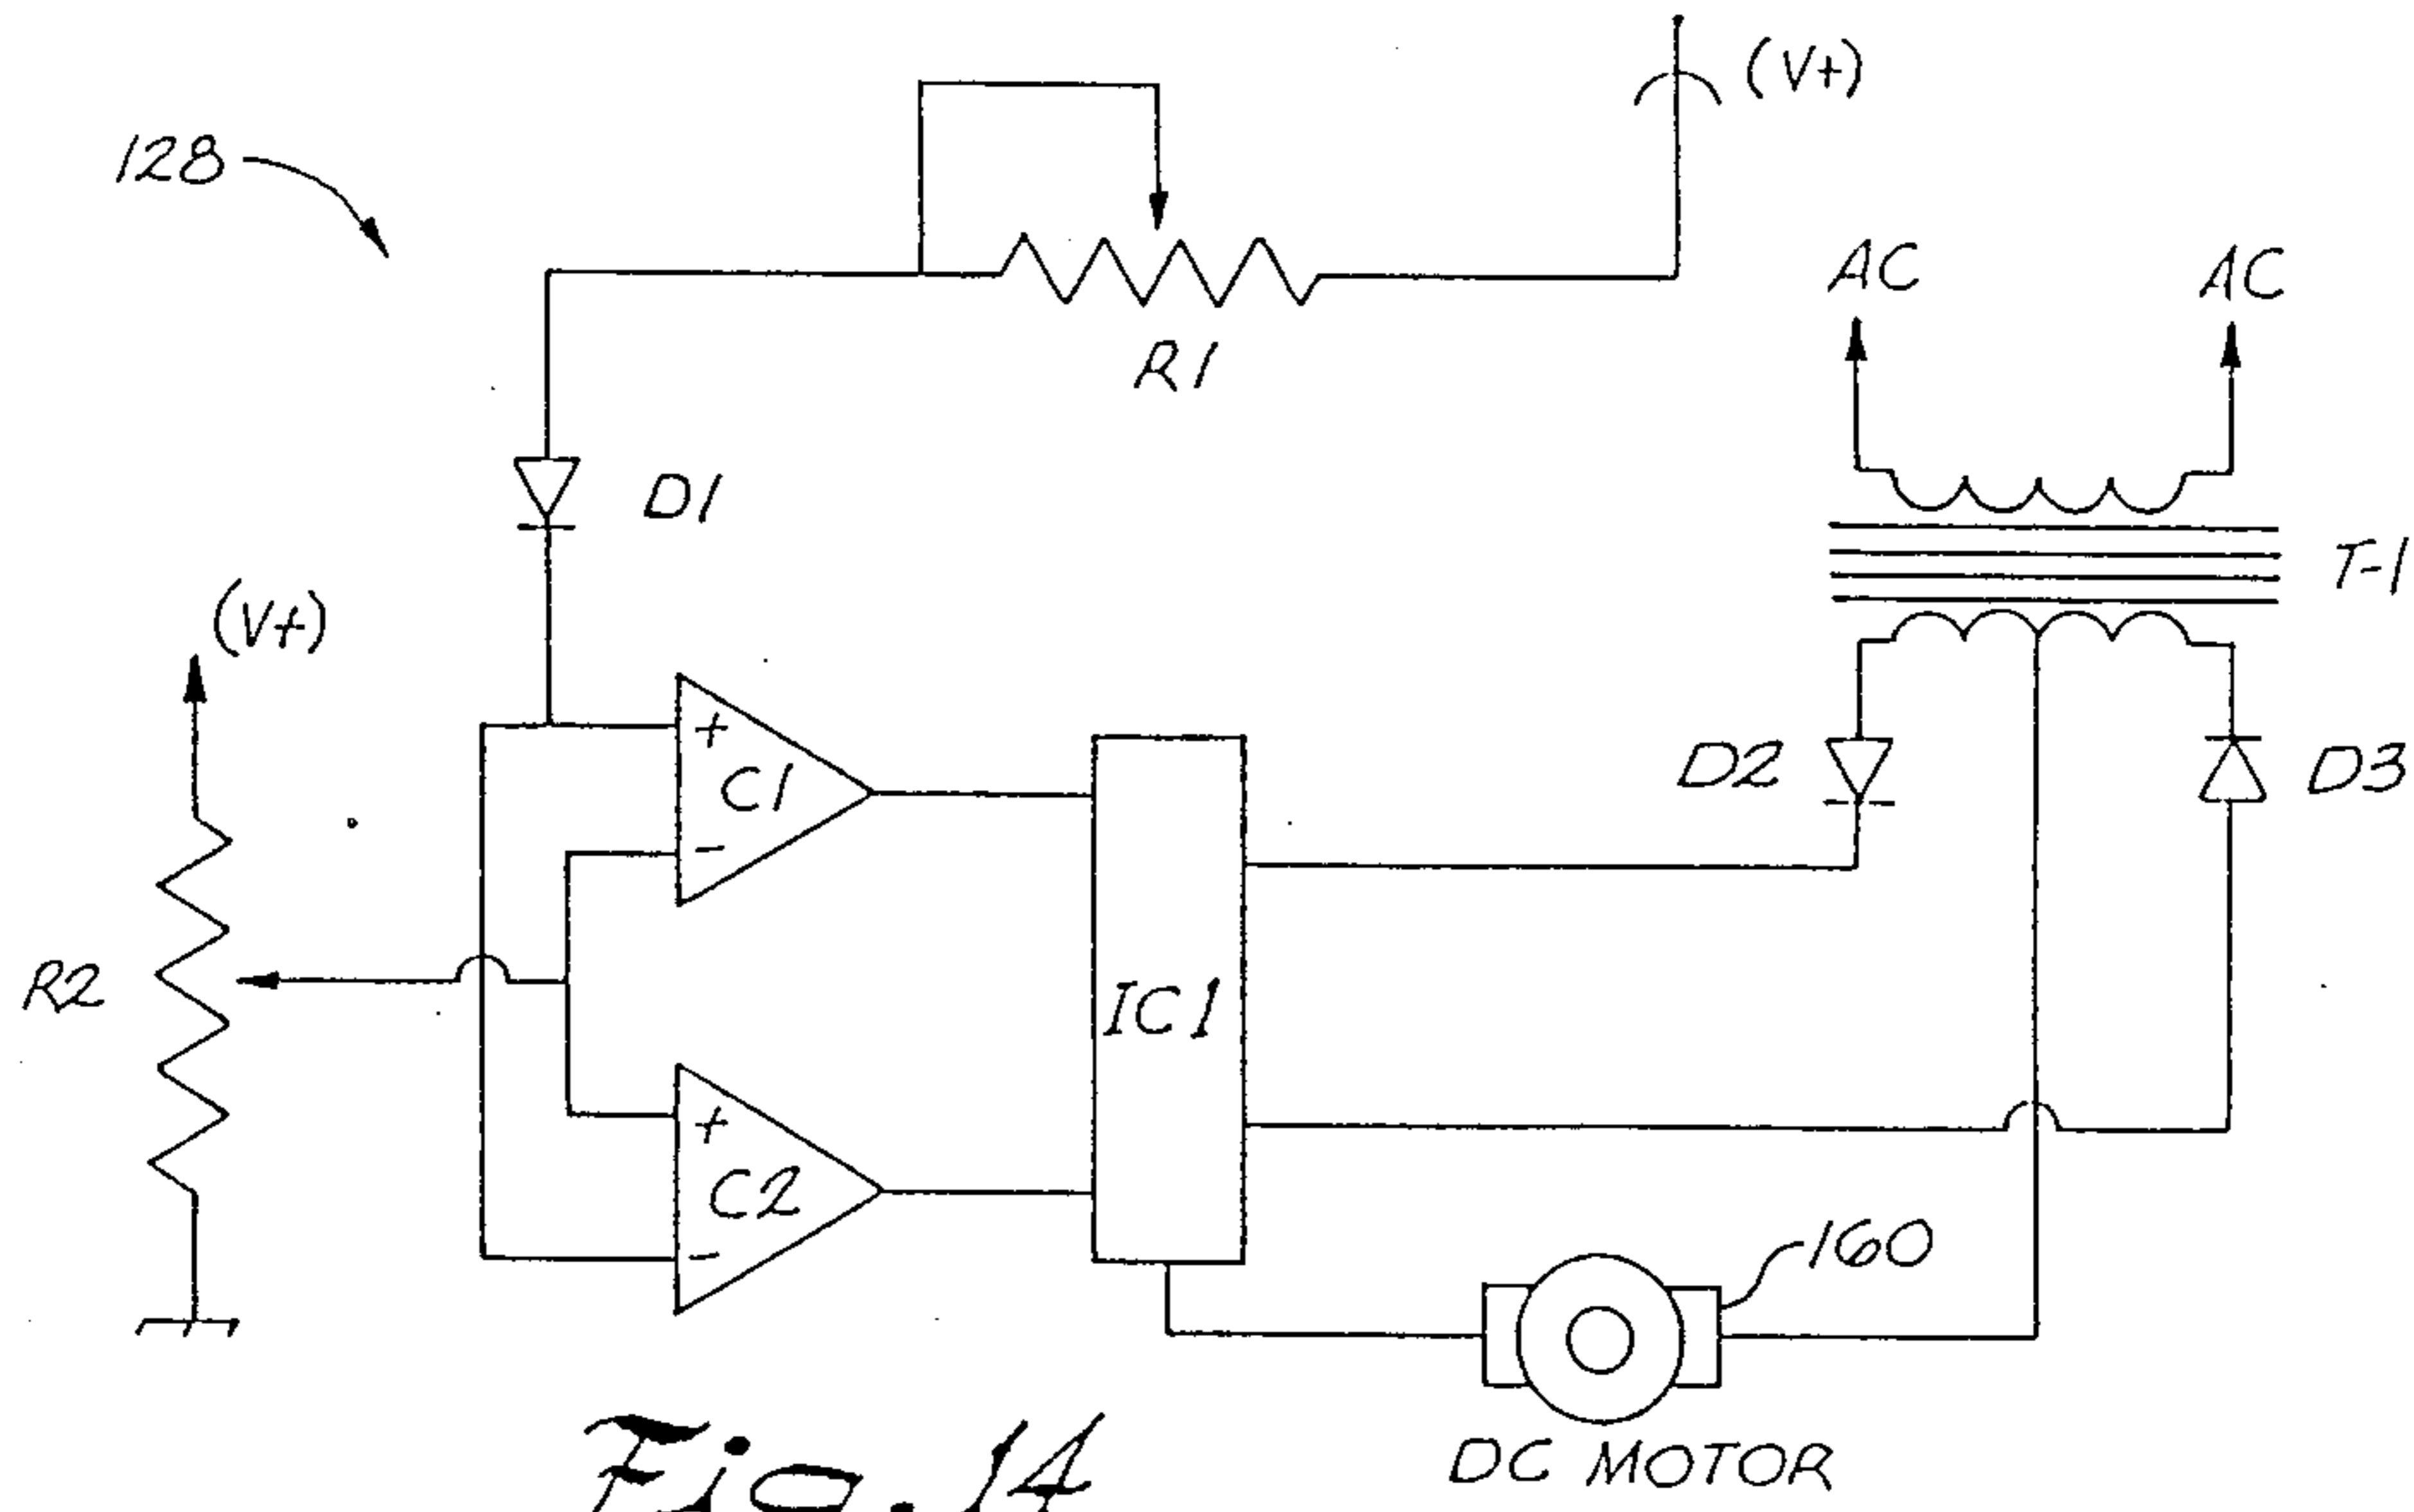 (V+)
128
AC
AC
R1
D1
T-1
(V+)
+
C1
-
D2
D3
R2
IC1
+
C2
-
160
DC MOTOR
Fig. 14